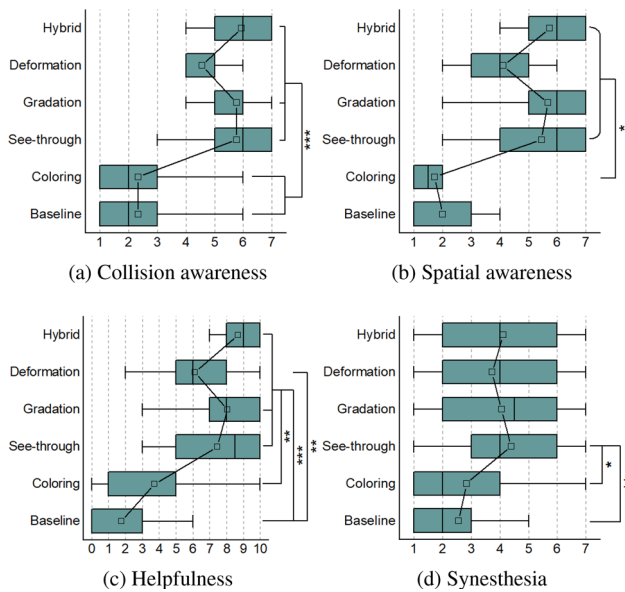 Hybrid
Deformation
Gradation
See-through
Coloring
Baseline
***
1 2 3 4 5 6 7
(a) Collision awareness
Hybrid
Deformation
Gradation
See-through
Coloring
Baseline
*
1 2 3 4 5 6 7
(b) Spatial awareness
Hybrid
Deformation
Gradation
See-through
Coloring
Baseline
** *** **
0 1 2 3 4 5 6 7 8 9 10
(c) Helpfulness
Hybrid
Deformation
Gradation
See-through
Coloring
Baseline
*
1 2 3 4 5 6 7
(d) Synesthesia